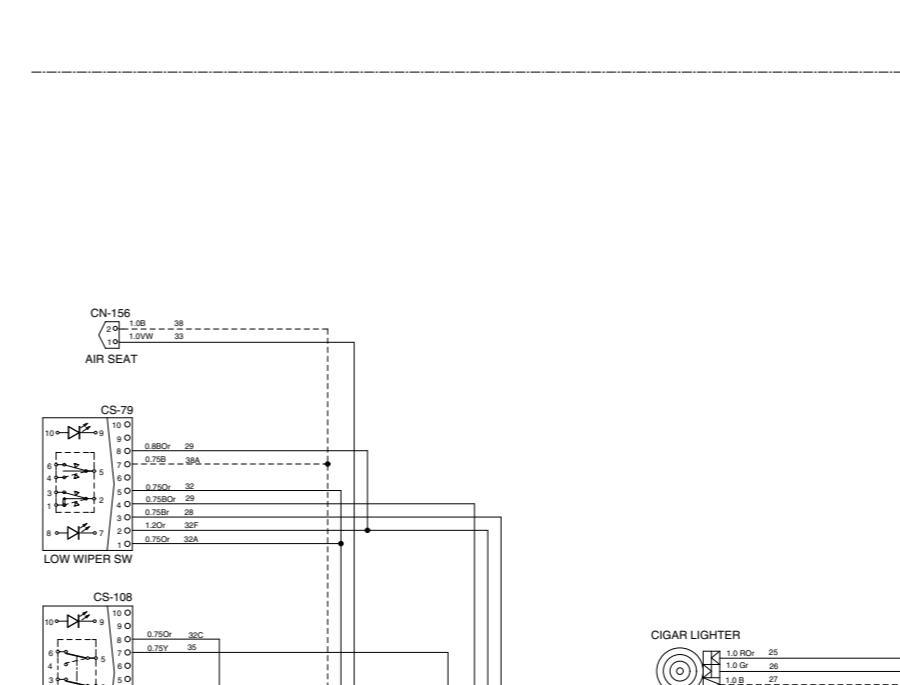 CN-156
2 1.0B 38
1 1.0VW 33
AIR SEAT
CS-79
10
10 9 9
8 0.8BOr 29
6 7 0.75B 38A
4 5 6
3 5 0.75Or 32
1 2 4 0.75BOr 29
3 0.75Br 28
8 7 2 1.2Or 32F
1 0.75Or 32A
LOW WIPER SW
CS-108
10
10 9 9
8 0.75Or 32C
6 5 7 0.75Y 35
4 6
3 5
CIGAR LIGHTER
1.0 ROr 25
1.0 Gr 26
1.0 B 27